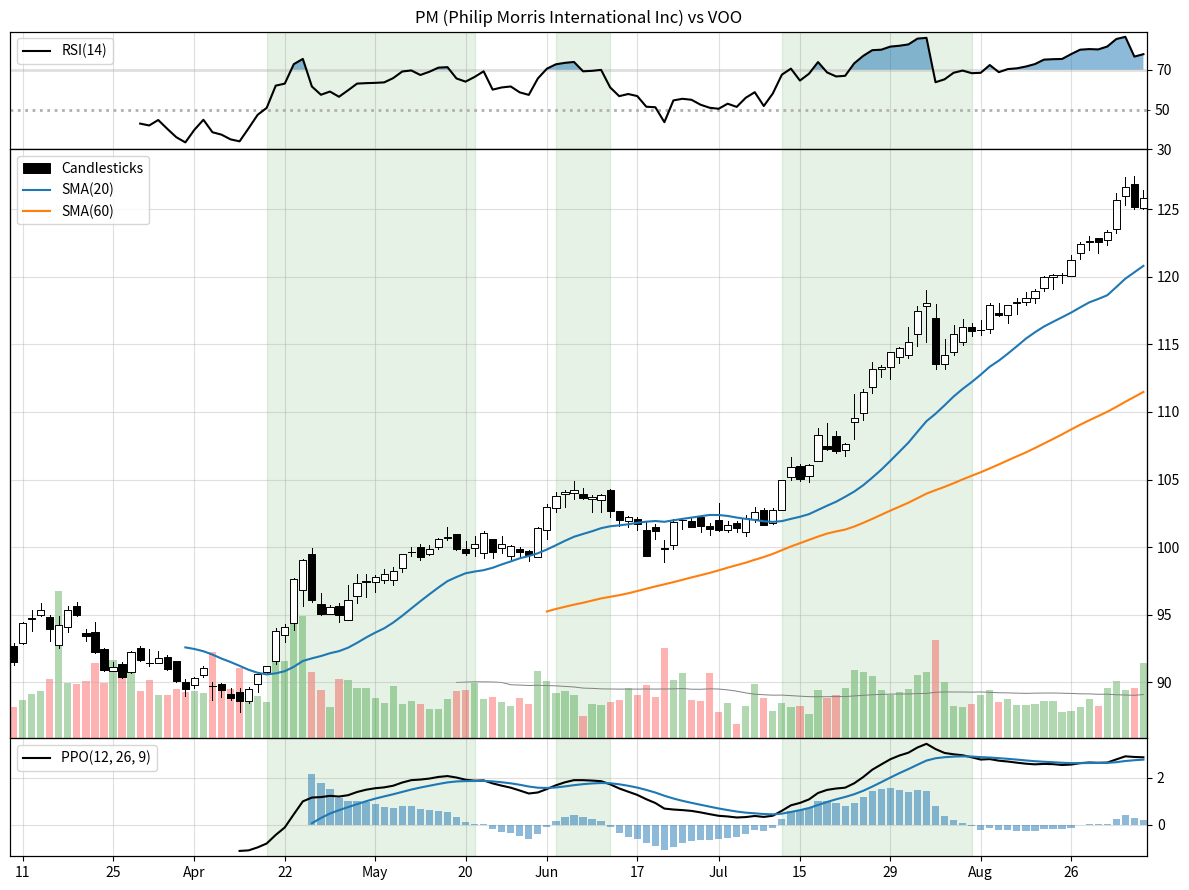 PM (Philip Morris International Inc) vs VOO
RSI(14)
70
50
30
Candlesticks
SMA(20)
SMA(60)
125
120
115
110
105
100
95
90
PPO(12, 26, 9)
2
0
11 25 Apr 22 May 20 Jun 17 Jul 15 29 Aug 26